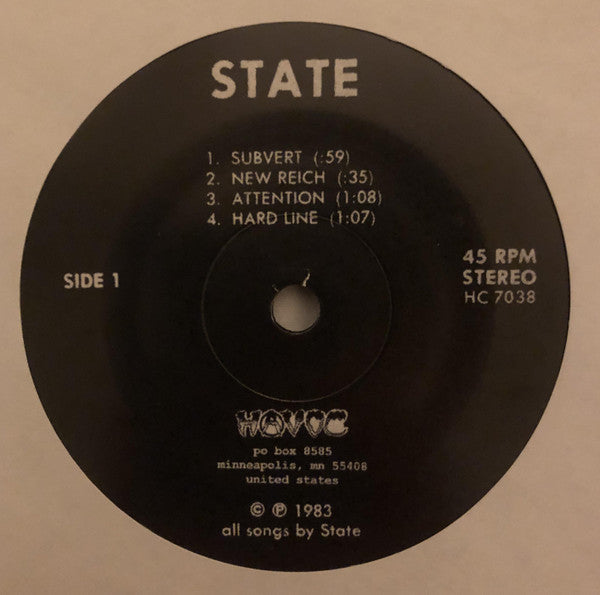 STATE
1. SUBVERT (:59)
2. NEW REICH (:35)
3. ATTENTION (1:08)
4. HARD LINE (1:07)
SIDE 1
45 RPM
STEREO
HC 7038
HAVOC
po box 8585
minneapolis, mn 55408
united states
© ℗ 1983
all songs by State